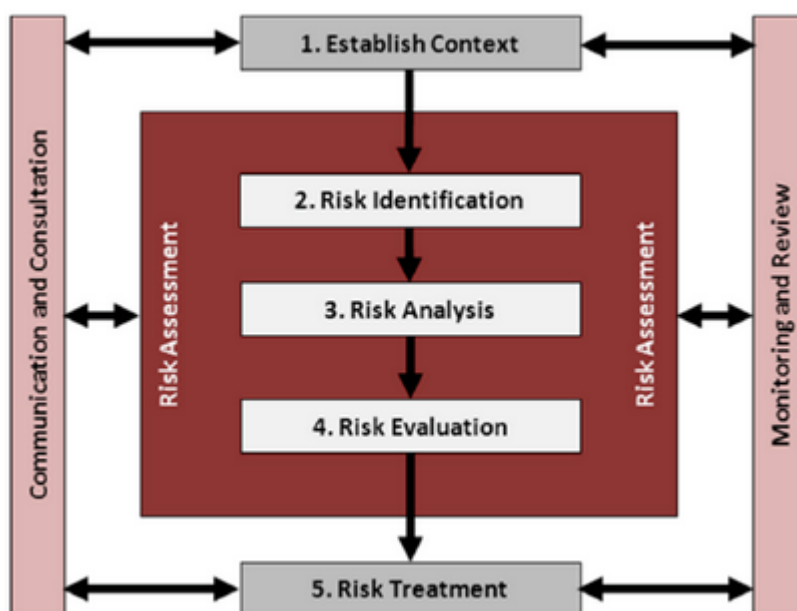 1. Establish Context
Communication and Consultation
Risk Assessment
2. Risk Identification
3. Risk Analysis
4. Risk Evaluation
Risk Assessment
Monitoring and Review
5. Risk Treatment